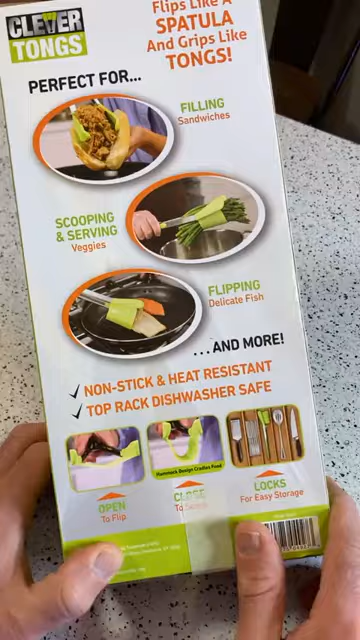 CLEVER
TONGS
Flips Like A
SPATULA
And Grips Like
TONGS!
PERFECT FOR...
FILLING
Sandwiches
SCOOPING
& SERVING
Veggies
FLIPPING
Delicate Fish
...AND MORE!
✓ NON-STICK & HEAT RESISTANT
✓ TOP RACK DISHWASHER SAFE
Hammock Design Cradles Food
OPEN
To Flip
CLOSE
To
LOCKS
For Easy Storage